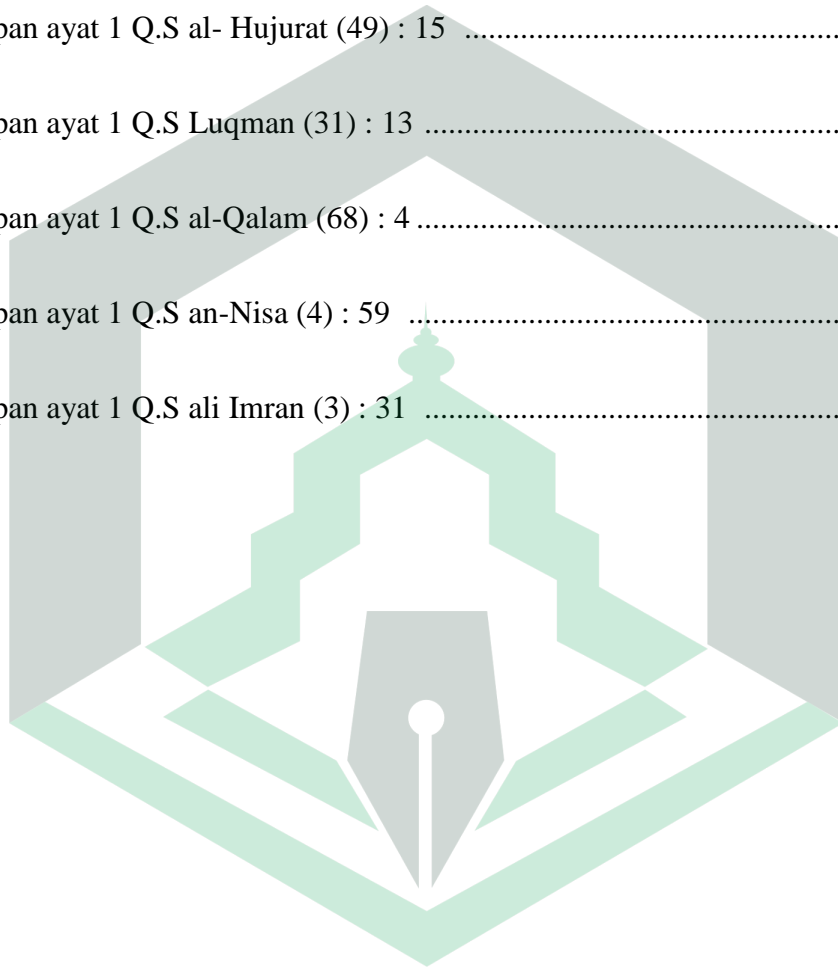 pan ayat 1 Q.S al- Hujurat (49) : 15 ..................................................
pan ayat 1 Q.S Luqman (31) : 13 .......................................................
pan ayat 1 Q.S al-Qalam (68) : 4 ........................................................
pan ayat 1 Q.S an-Nisa (4) : 59 .........................................................
pan ayat 1 Q.S ali Imran (3) : 31 .......................................................